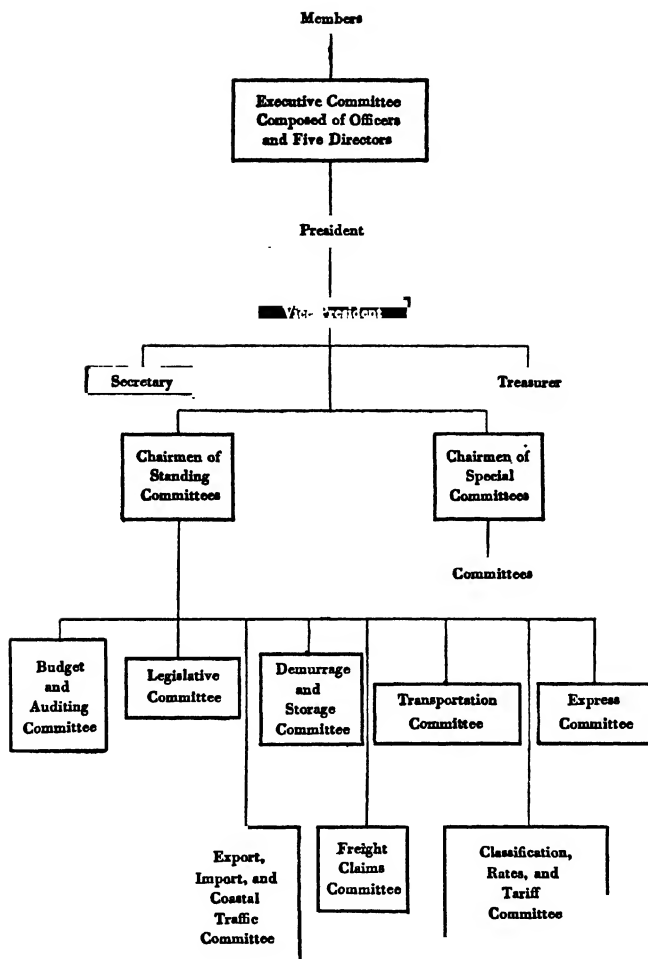 Members
Executive Committee
Composed of Officers
and Five Directors
President
Vice-President
Secretary
Treasurer
Chairmen of
Standing
Committees
Chairmen of
Special
Committees
Committees
Budget
and
Auditing
Committee
Legislative
Committee
Demurrage
and
Storage
Committee
Transportation
Committee
Express
Committee
Export,
Import, and
Coastal
Traffic
Committee
Freight
Claims
Committee
Classification,
Rates, and
Tariff
Committee